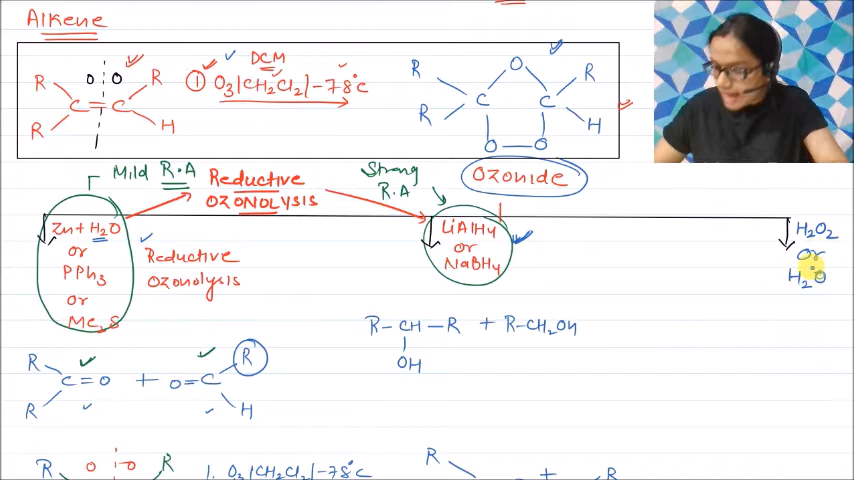 Alkene
R O O R ① O3/CH2Cl2/-78°C
DCM
C=C
R H
O
R R
C C
R H
O—O
Ozonide
Mild R.A
Reductive
OZONOLYSIS
Strong
R.A
Zn+H2O
or
PPh3
or
Me2S
Reductive
Ozonolysis
LiAlH4
or
NaBH4
H2O2
Or
H2O
R-CH-R + R-CH2OH
OH
R R
C=O + O=C
R H
R O O R 1. O3/CH2Cl2/-78°C
R + R